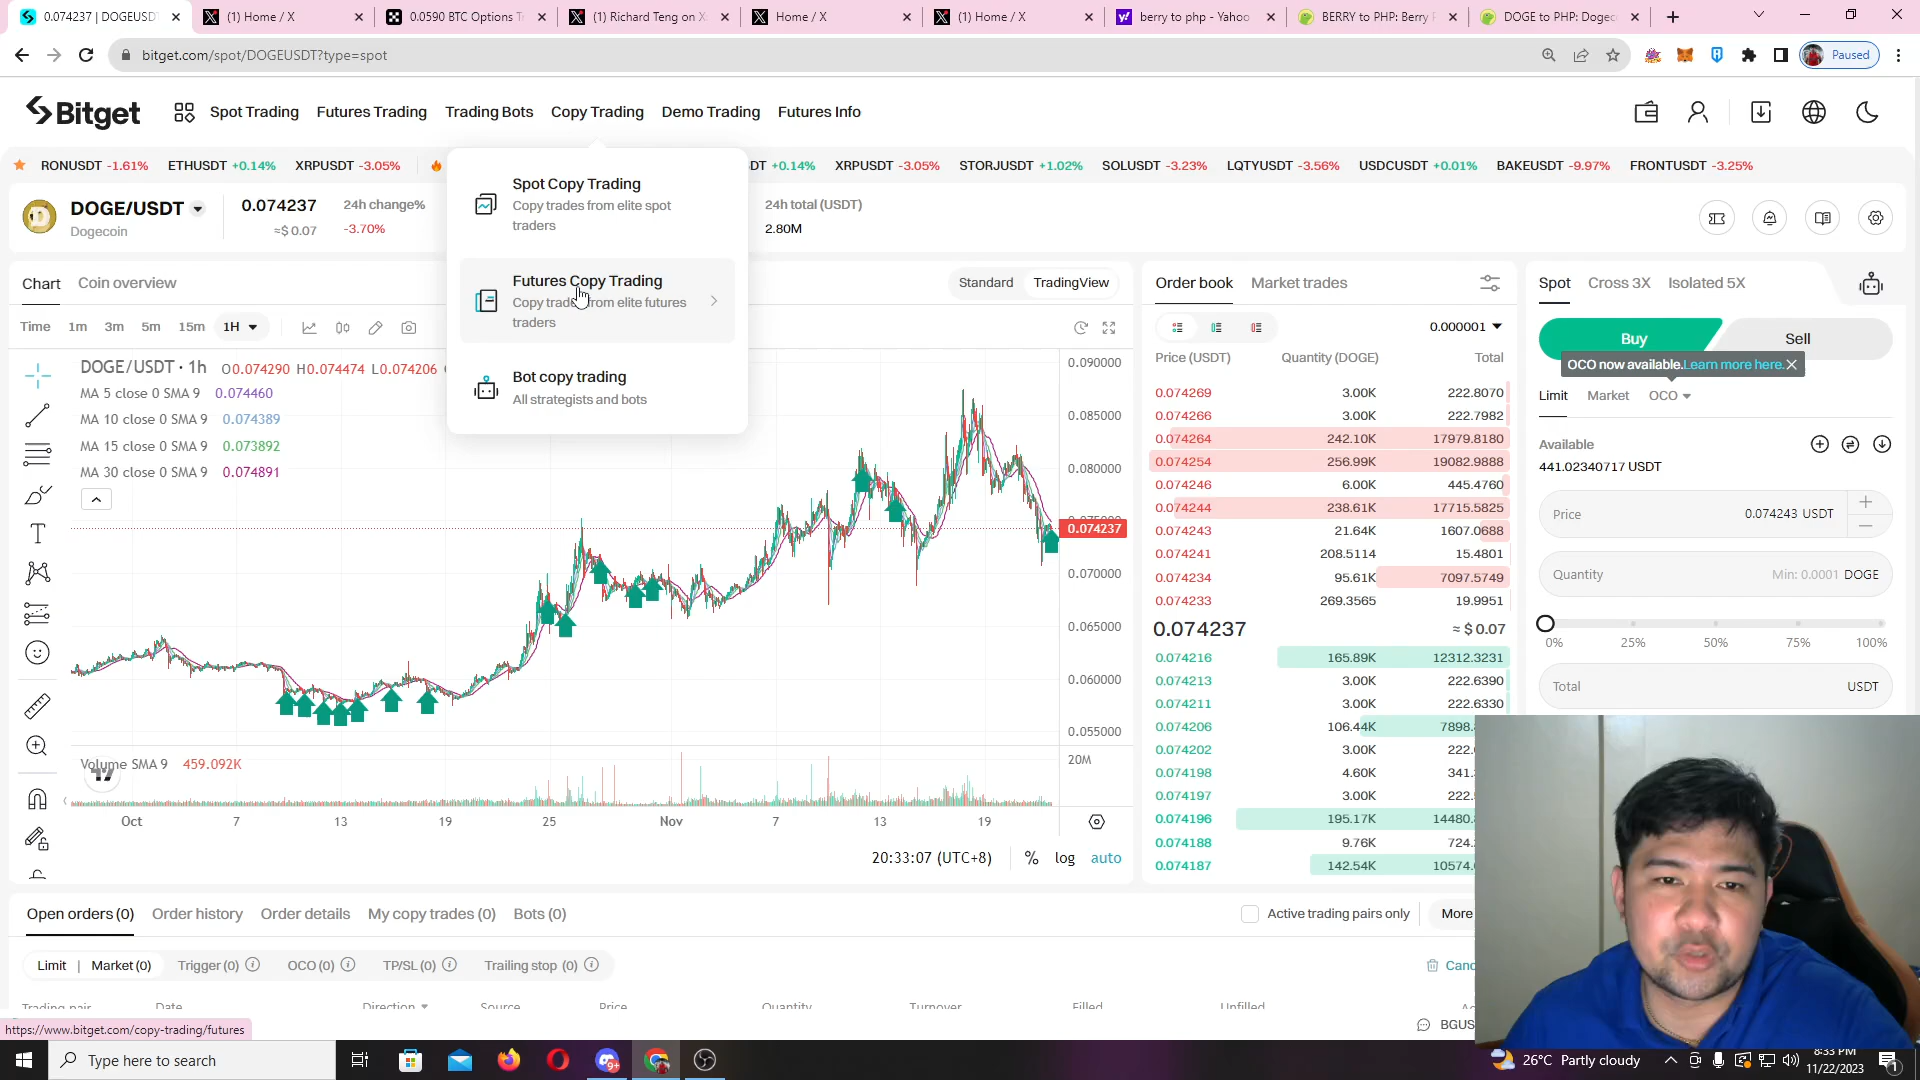 0.074237 | DOGEUSD
(1) Home / X
0.0590 BTC Options T
(1) Richard Teng on X
Home / X
(1) Home / X
berry to php - Yahoo
BERRY to PHP: Berry
DOGE to PHP: Dogec
bitget.com/spot/DOGEUSDT?type=spot
Paused
Bitget
Spot Trading
Futures Trading
Trading Bots
Copy Trading
Demo Trading
Futures Info
RONUSDT -1.61%
ETHUSDT +0.14%
XRPUSDT -3.05%
DT +0.14%
XRPUSDT -3.05%
STORJUSDT +1.02%
SOLUSDT -3.23%
LQTYUSDT -3.56%
USDCUSDT +0.01%
BAKEUSDT -9.97%
FRONTUSDT -3.25%
DOGE/USDT
Dogecoin
0.074237
≈$ 0.07
24h change%
-3.70%
24h total (USDT)
2.80M
Spot Copy Trading
Copy trades from elite spot
traders
Futures Copy Trading
Copy trades from elite futures
traders
Bot copy trading
All strategists and bots
Chart
Coin overview
Standard
TradingView
Time
1m
3m
5m
15m
1H
DOGE/USDT · 1h O0.074290 H0.074474 L0.074206
MA 5 close 0 SMA 9 0.074460
MA 10 close 0 SMA 9 0.074389
MA 15 close 0 SMA 9 0.073892
MA 30 close 0 SMA 9 0.074891
0.090000
0.085000
0.080000
0.074237
0.070000
0.065000
0.060000
0.055000
20M
Volume SMA 9 459.092K
Oct
7
13
19
25
Nov
7
13
19
20:33:07 (UTC+8)
%
log
auto
Order book
Market trades
0.000001
Price (USDT) Quantity (DOGE) Total
0.074269 3.00K 222.8070
0.074266 3.00K 222.7982
0.074264 242.10K 17979.8180
0.074254 256.99K 19082.9888
0.074246 6.00K 445.4760
0.074244 238.61K 17715.5825
0.074243 21.64K 1607.0688
0.074241 208.5114 15.4801
0.074234 95.61K 7097.5749
0.074233 269.3565 19.9951
0.074237 ≈ $ 0.07
0.074216 165.89K 12312.3231
0.074213 3.00K 222.6390
0.074211 3.00K 222.6330
0.074206 106.44K 7898.
0.074202 3.00K 222.
0.074198 4.60K 341.
0.074197 3.00K 222.
0.074196 195.17K 14480.
0.074188 9.76K 724.
0.074187 142.54K 10574.
Spot
Cross 3X
Isolated 5X
Buy
Sell
OCO now available.Learn more here.
Limit
Market
OCO
Available
441.02340717 USDT
Price 0.074243 USDT
Quantity Min: 0.0001 DOGE
0%
25%
50%
75%
100%
Total USDT
Open orders (0)
Order history
Order details
My copy trades (0)
Bots (0)
Active trading pairs only
More
Limit | Market (0)
Trigger (0)
OCO (0)
TP/SL (0)
Trailing stop (0)
Canc
Trading pair
Date
Direction
Source
Price
Quantity
Turnover
Filled
Unfilled
https://www.bitget.com/copy-trading/futures
BGUS
Type here to search
9+
26°C Partly cloudy
8:33 PM
11/22/2023
1